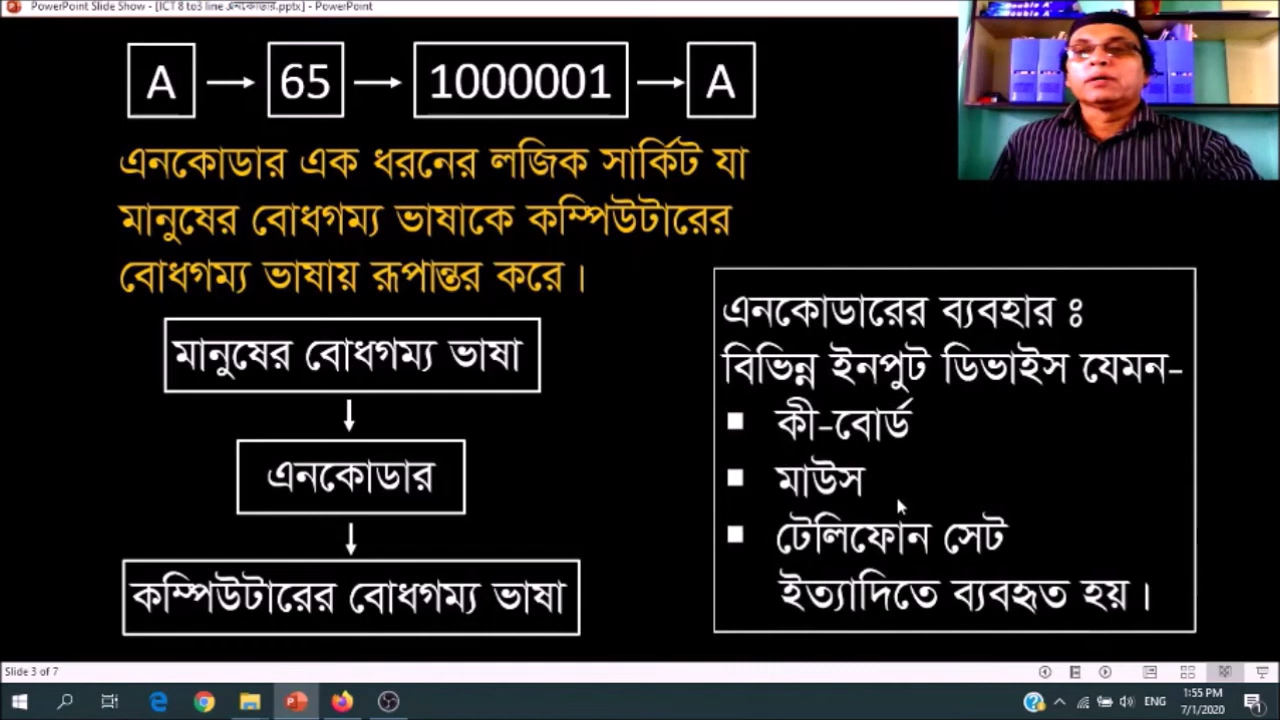 PowerPoint Slide Show - [ICT 8 to3 line এনকোডার.pptx] - PowerPoint
Double A
A → 65 → 1000001 → A
এনকোডার এক ধরনের লজিক সার্কিট যা
মানুষের বোধগম্য ভাষাকে কম্পিউটারের
বোধগম্য ভাষায় রূপান্তর করে।
মানুষের বোধগম্য ভাষা
এনকোডার
কম্পিউটারের বোধগম্য ভাষা
এনকোডারের ব্যবহার ঃ
বিভিন্ন ইনপুট ডিভাইস যেমন-
কী-বোর্ড
মাউস
টেলিফোন সেট
ইত্যাদিতে ব্যবহৃত হয়।
Slide 3 of 7
ENG
1:55 PM
7/1/2020